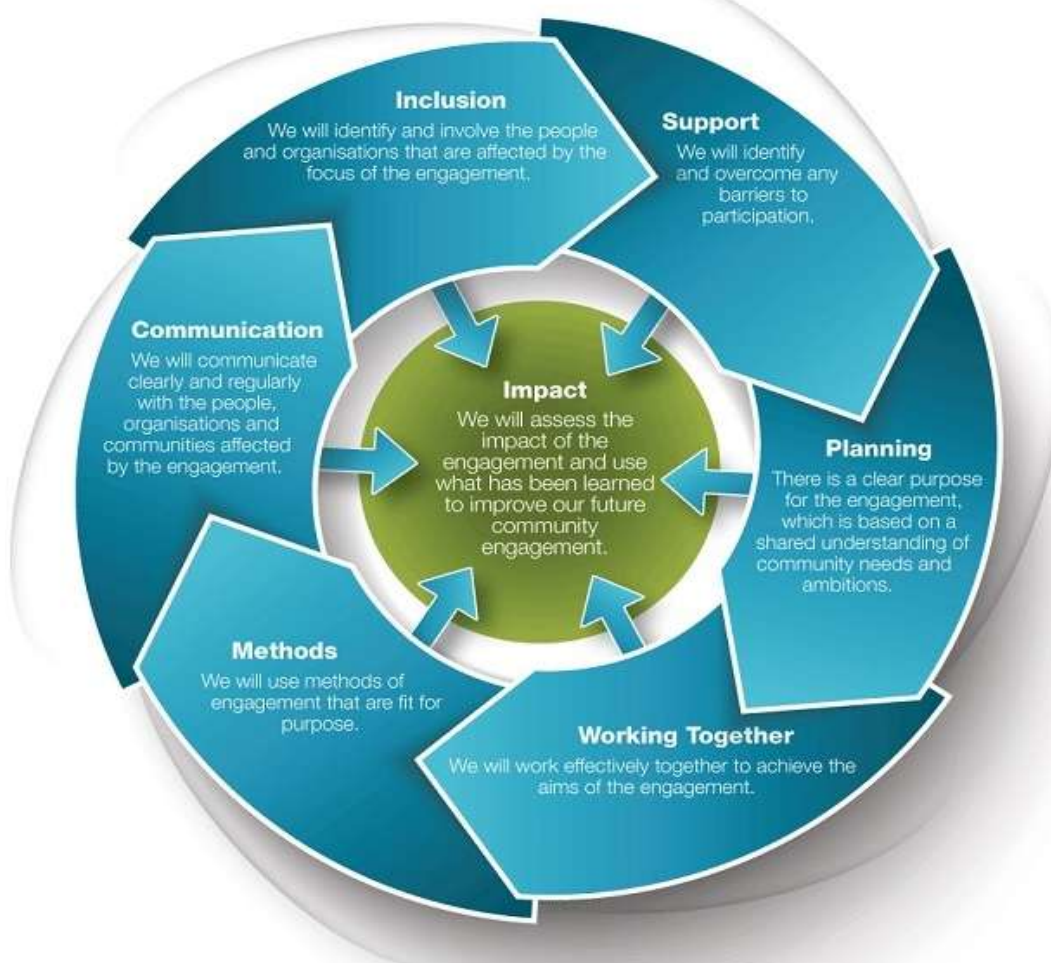 Inclusion
We will identify and involve the people
and organisations that are affected by the
focus of the engagement.
Support
We will identify
and overcome any
barriers to
participation.
Planning
There is a clear purpose
for the engagement,
which is based on a
shared understanding of
community needs and
ambitions.
Working Together
We will work effectively together to achieve the
aims of the engagement.
Methods
We will use methods of
engagement that are fit for
purpose.
Communication
We will communicate
clearly and regularly
with the people,
organisations and
communities affected
by the engagement.
Impact
We will assess the
impact of the
engagement and use
what has been learned
to improve our future
community
engagement.